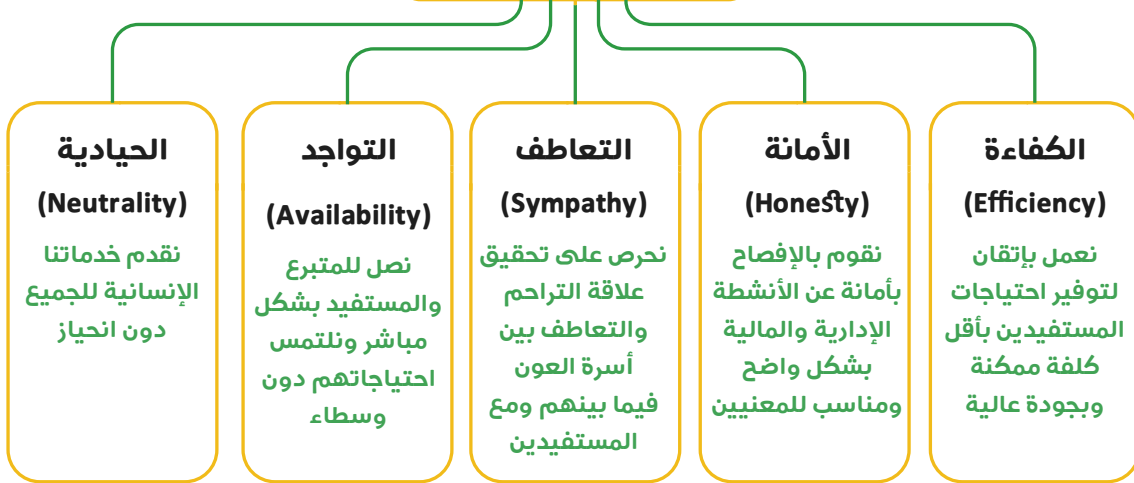 الكفاءة
(Efficiency)
نعمل بإتقان
لتوفير احتياجات
المستفيدين بأقل
كلفة ممكنة
وبجودة عالية
الأمانة
(Honesty)
نقوم بالإفصاح
بأمانة عن الأنشطة
الإدارية والمالية
بشكل واضح
ومناسب للمعنيين
التعاطف
(Sympathy)
نحرص على تحقيق
علاقة التراحم
والتعاطف بين
أسرة العون
فيما بينهم ومع
المستفيدين
التواجد
(Availability)
نصل للمتبرع
والمستفيد بشكل
مباشر ونلتمس
احتياجاتهم دون
وسطاء
الحيادية
(Neutrality)
نقدم خدماتنا
الإنسانية للجميع
دون انحياز